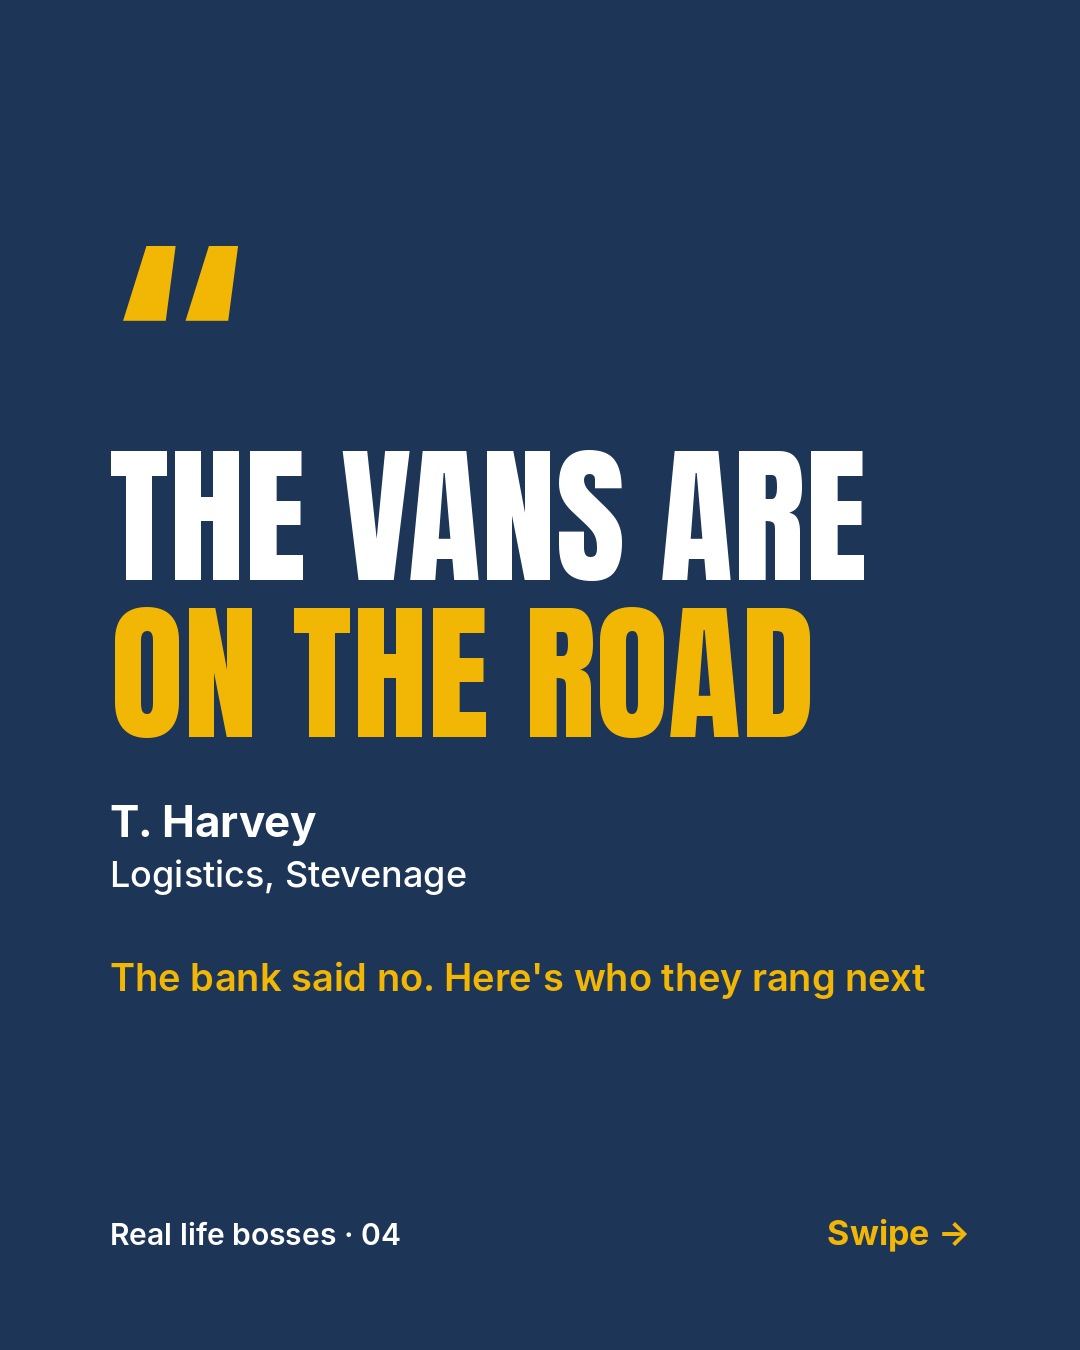 “
THE VANS ARE
ON THE ROAD
T. Harvey
Logistics, Stevenage
The bank said no. Here's who they rang next
Real life bosses · 04
Swipe →